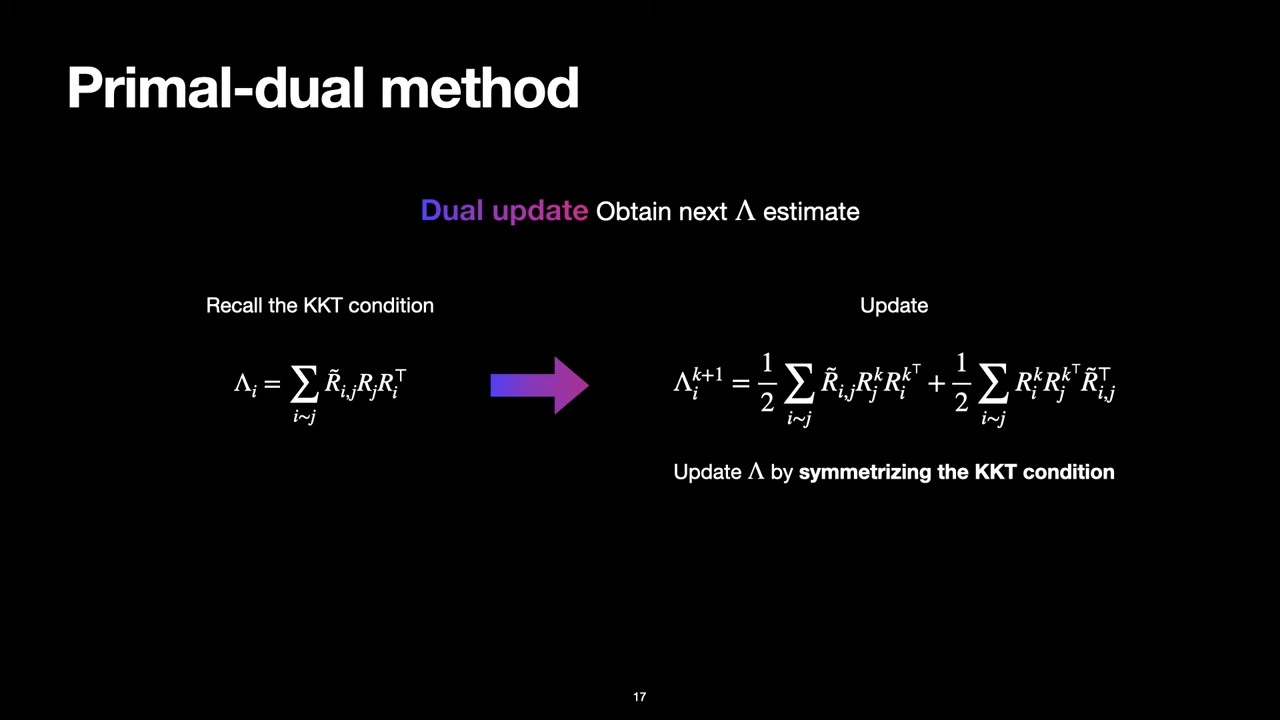 Primal-dual method
Dual update Obtain next Λ estimate
Recall the KKT condition
Update
Λ_i = ∑_{i~j} R̃_{i,j} R_j R_i^⊤
Λ_i^{k+1} = 1/2 ∑_{i~j} R̃_{i,j} R_j^k R_i^{k⊤} + 1/2 ∑_{i~j} R_i^k R_j^{k⊤} R̃_{i,j}^⊤
Update Λ by symmetrizing the KKT condition
17